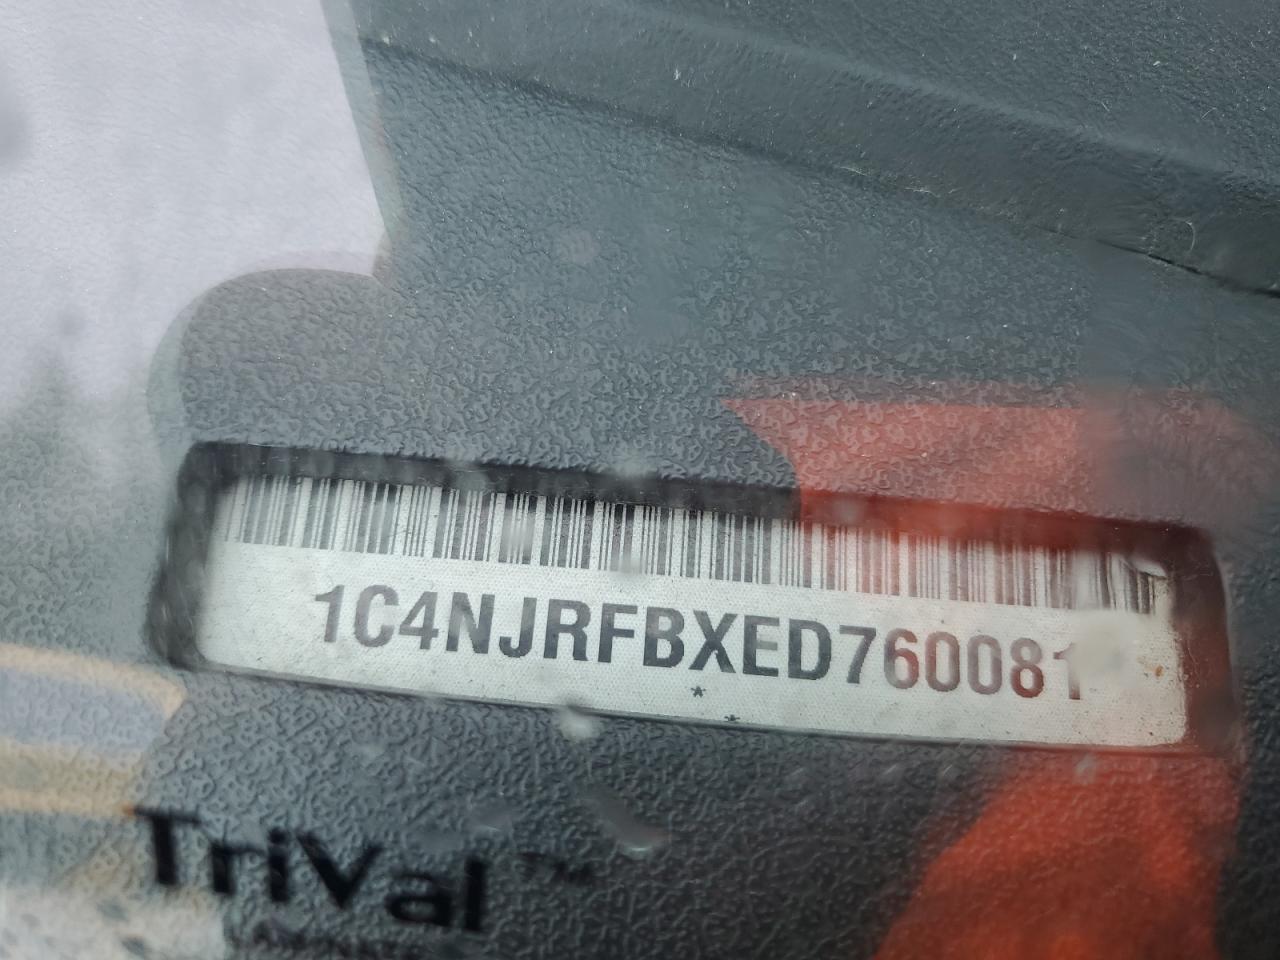 1C4NJRFBXED760081
* *
TriVal™